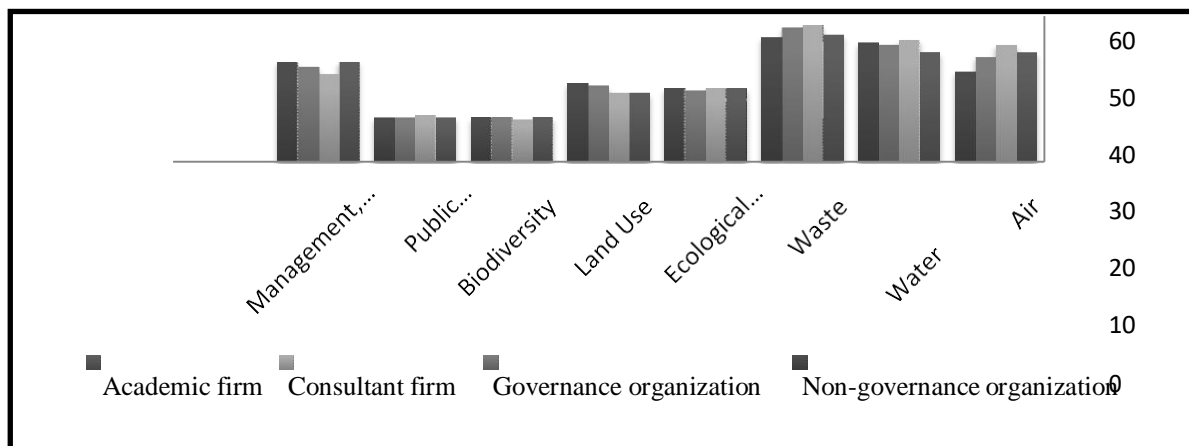 60
50
40
30
20
10
0
Management,...
Public...
Biodiversity
Land Use
Ecological...
Waste
Water
Air
Academic firm
Consultant firm
Governance organization
Non-governance organization